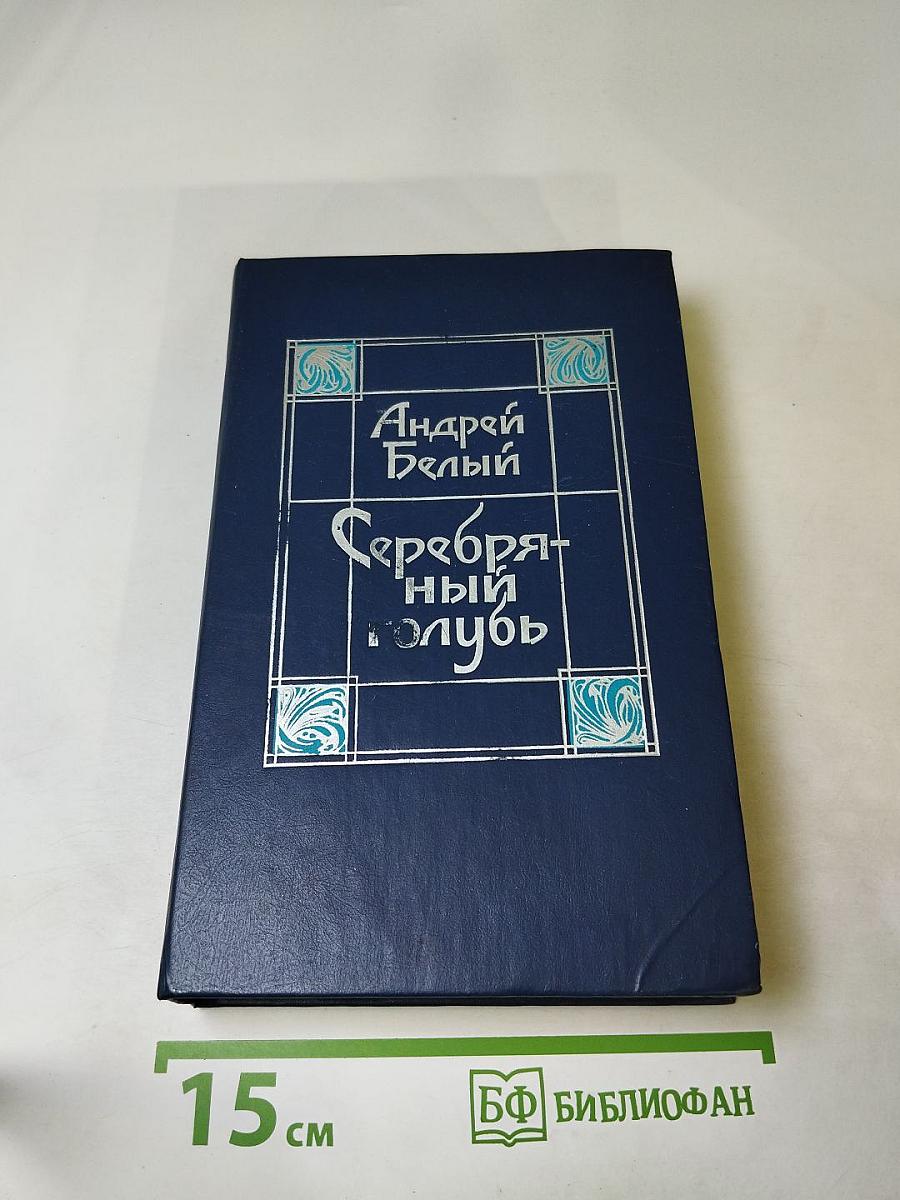 Андрей
Белый
Серебря-
ный
голубь
15 см
БФ БИБЛИОФАН